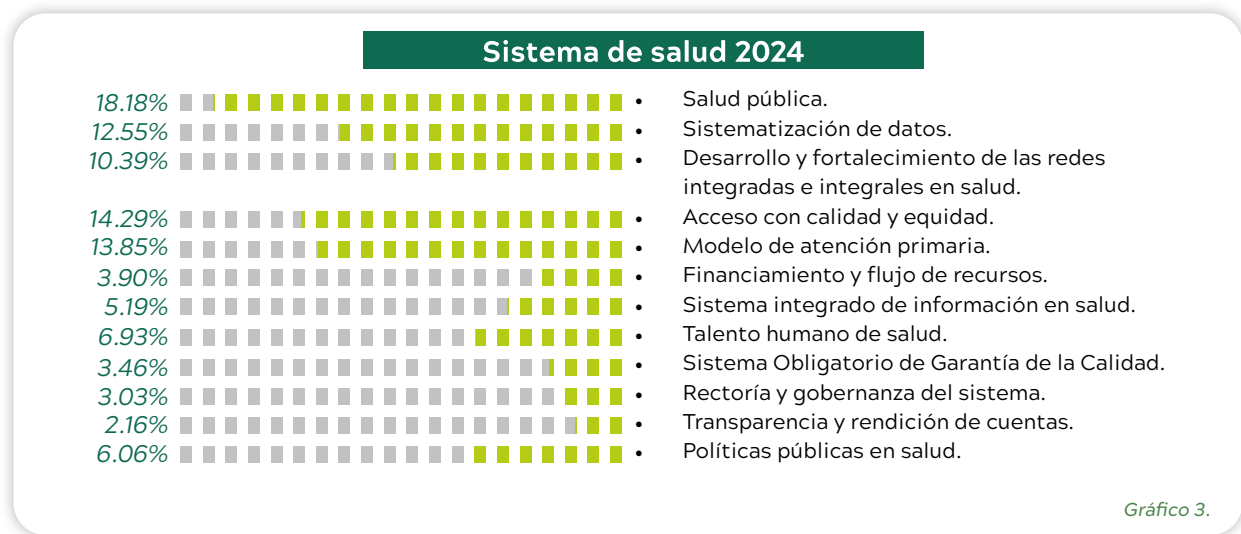 Sistema de salud 2024
18.18% • Salud pública.
12.55% • Sistematización de datos.
10.39% • Desarrollo y fortalecimiento de las redes
integradas e integrales en salud.
14.29% • Acceso con calidad y equidad.
13.85% • Modelo de atención primaria.
3.90% • Financiamiento y flujo de recursos.
5.19% • Sistema integrado de información en salud.
6.93% • Talento humano de salud.
3.46% • Sistema Obligatorio de Garantía de la Calidad.
3.03% • Rectoría y gobernanza del sistema.
2.16% • Transparencia y rendición de cuentas.
6.06% • Políticas públicas en salud.
Gráfico 3.